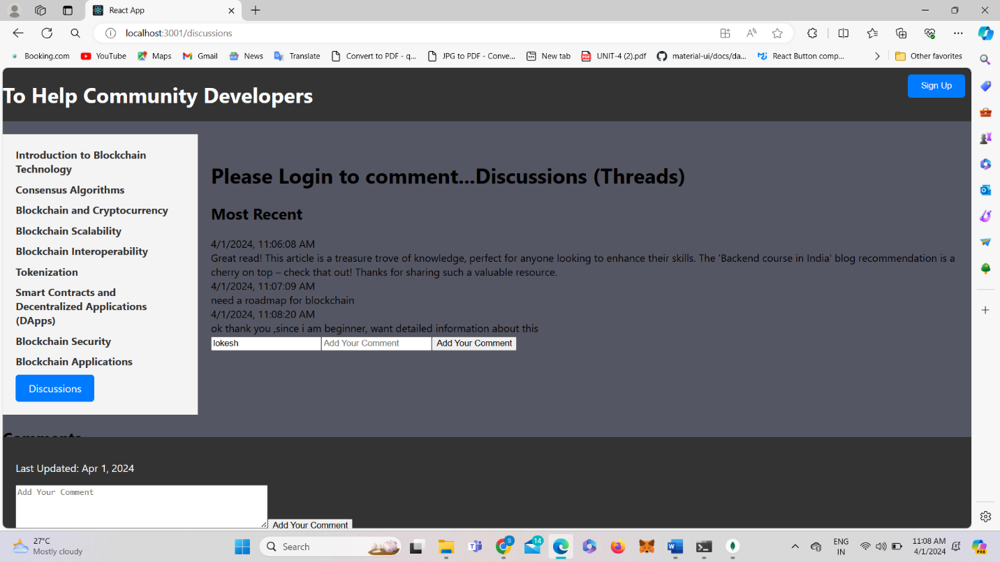 React App
localhost:3001/discussions
Booking.com YouTube Maps Gmail News Translate Convert to PDF - q... JPG to PDF - Conve... New tab UNIT-4 (2).pdf material-ui/docs/da... React Button comp... Other favorites
To Help Community Developers
Sign Up
Introduction to Blockchain
Technology
Consensus Algorithms
Blockchain and Cryptocurrency
Blockchain Scalability
Blockchain Interoperability
Tokenization
Smart Contracts and
Decentralized Applications
(DApps)
Blockchain Security
Blockchain Applications
Discussions
Please Login to comment...Discussions (Threads)
Most Recent
4/1/2024, 11:06:08 AM
Great read! This article is a treasure trove of knowledge, perfect for anyone looking to enhance their skills. The 'Backend course in India' blog recommendation is a
cherry on top – check that out! Thanks for sharing such a valuable resource.
4/1/2024, 11:07:09 AM
need a roadmap for blockchain
4/1/2024, 11:08:20 AM
ok thank you ,since i am beginner, want detailed information about this
lokesh Add Your Comment Add Your Comment
Comments
Last Updated: Apr 1, 2024
Add Your Comment
Add Your Comment
27°C
Mostly cloudy
Search
S
14
ENG
IN
11:08 AM
4/1/2024
PRE